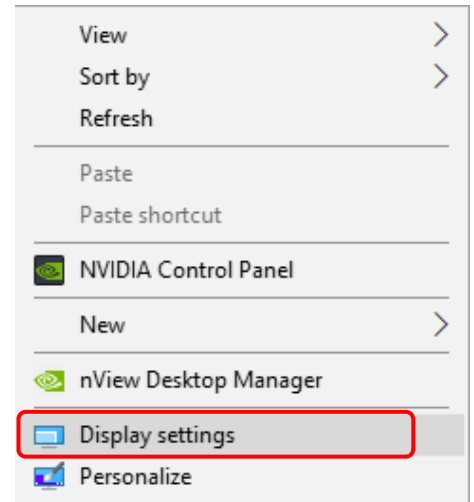 View
Sort by
Refresh
Paste
Paste shortcut
NVIDIA Control Panel
New
nView Desktop Manager
Display settings
Personalize